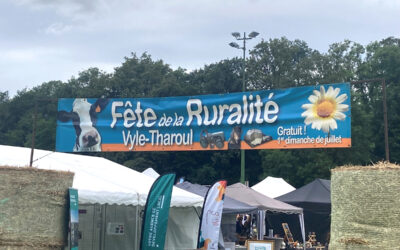 Fête de la Ruralité
Vyle-Tharoul
Gratuit !
1er dimanche de juillet